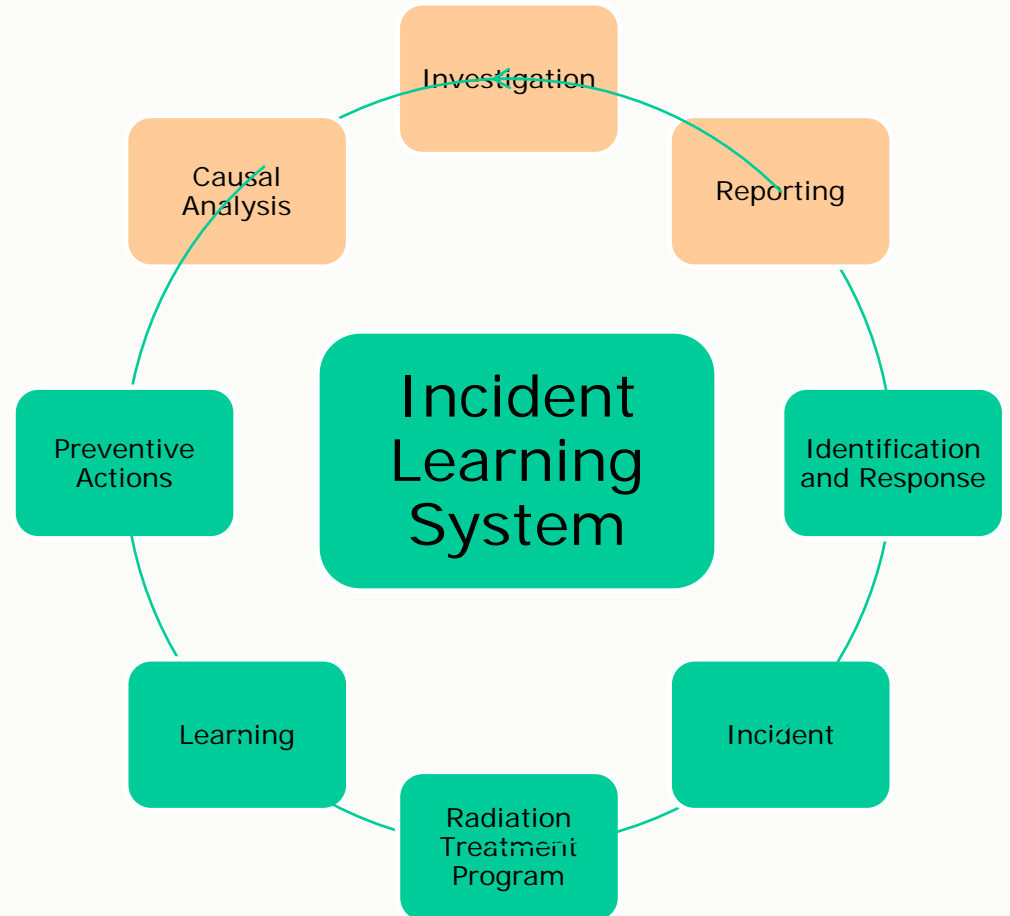 Investigation
Causal
Analysis
Reporting
Incident
Learning
System
Preventive
Actions
Identification
and Response
Learning
Incident
Radiation
Treatment
Program